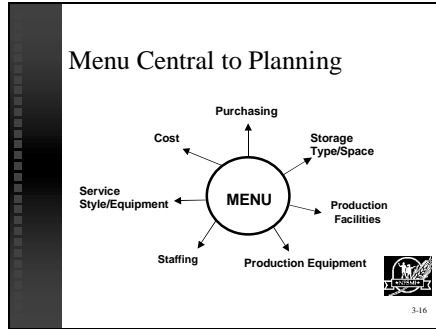 Menu Central to Planning
Purchasing
Cost
Storage
Type/Space
Service
Style/Equipment
MENU
Production
Facilities
Staffing
Production Equipment
NFSMI
3-16